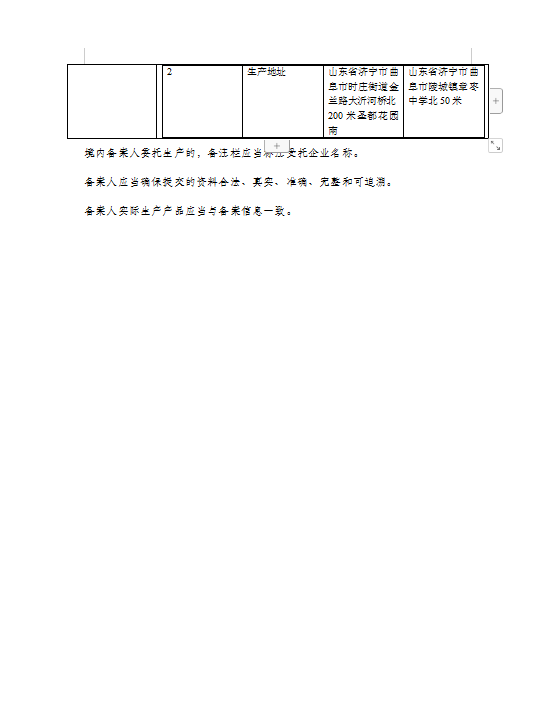 2 生产地址 山东省济宁市曲 山东省济宁市曲
阜市时庄街道金 阜市陵城镇章枣
兰路大沂河桥北 中学北 50 米
200 米圣都花园
南
境内备案人委托生产的，备注栏应当标注受托企业名称。
备案人应当确保提交的资料合法、真实、准确、完整和可追溯。
备案人实际生产产品应当与备案信息一致。